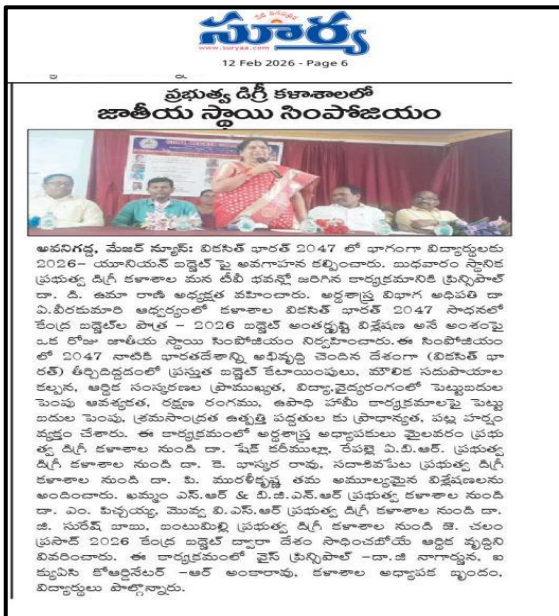 సూర్య
www.suryaa.com
12 Feb 2026 - Page 6
ప్రభుత్వ డిగ్రీ కళాశాలలో
జాతీయ స్థాయి సింపోజియం
అవనిగడ్డ, మేజర్ న్యూస్: వికసిత్ భారత్ 2047 లో భాగంగా విద్యార్థులకు
2026- యూనియన్ బడ్జెట్ పై అవగాహన కల్పించారు. బుధవారం స్థానిక
ప్రభుత్వ డిగ్రీ కళాశాల మన టీవీ భవన్లో జరిగిన కార్యక్రమానికి ప్రిన్సిపాల్
డా. డి. ఉమా రాణి అధ్యక్షత వహించారు. అర్థశాస్త్ర విభాగ అధిపతి డా
ఏ.వీరకుమారి ఆధ్వర్యంలో కళాశాల వికసిత్ భారత్ 2047 సాధనలో
కేంద్ర బడ్జెట్ల పాత్ర - 2026 బడ్జెట్ అంతర్దృష్టి విశ్లేషణ అనే అంశంపై
ఒక రోజు జాతీయ స్థాయి సింపోజియం నిర్వహించారు.ఈ సింపోజియం
లో 2047 నాటికి భారతదేశాన్ని అభివృద్ధి చెందిన దేశంగా (వికసిత్ భా
రత్) తీర్చిదిద్దడంలో ప్రస్తుత బడ్జెట్ కేటాయింపులు, మౌలిక సదుపాయాల
కల్పన, ఆర్థిక సంస్కరణల ప్రాముఖ్యత, విద్యా,వైద్యరంగంలో పెట్టుబదుల
పెంపు ఆవశ్యకత, రక్షణ రంగము, ఉపాధి హామీ కార్యక్రమాలపై పెట్టు
బదుల పెంపు, శ్రమసాంద్రత ఉత్పత్తి పద్ధతుల కు ప్రాధాన్యత, పట్ల హర్షం
వ్యక్తం చేశారు. ఈ కార్యక్రమంలో అర్థశాస్త్ర అధ్యాపకులు మైలవరం ప్రభు
త్వ డిగ్రీ కళాశాల నుంచి డా. షేక్ కరీముల్లా, రేపల్లె ఏ.బి.ఆర్. ప్రభుత్వ
డిగ్రీ కళాశాల నుంచి డా. కె. భాస్కర రావు, సదాశివపేట ప్రభుత్వ డిగ్రీ
కళాశాల నుంచి డా. పి. మురళీకృష్ణ తమ అమూల్యమైన విశ్లేషణలను
అందించారు. ఖమ్మం ఎస్.ఆర్ & బి.జి.ఎన్.ఆర్ ప్రభుత్వ కళాశాల నుంచి
డా. ఎం. పిచ్చయ్య, మొవ్వ వి.ఎస్.ఆర్ ప్రభుత్వ డిగ్రీ కళాశాల నుంచి డా.
జి. సురేష్ బాబు, బంటుమిల్లి ప్రభుత్వ డిగ్రీ కళాశాల నుంచి జె. చలం
ప్రసాద్ 2026 కేంద్ర బడ్జెట్ ద్వారా దేశం సాధించబోయే ఆర్థిక వృద్ధిని
వివరించారు. ఈ కార్యక్రమంలో వైస్ ప్రిన్సిపాల్ -డా.జి నాగార్జున, ఐ
క్యుఏసి కోఆర్డినేటర్ -ఆర్ అంకారావు, కళాశాల అధ్యాపక బృందం,
విద్యార్థులు పాల్గొన్నారు.